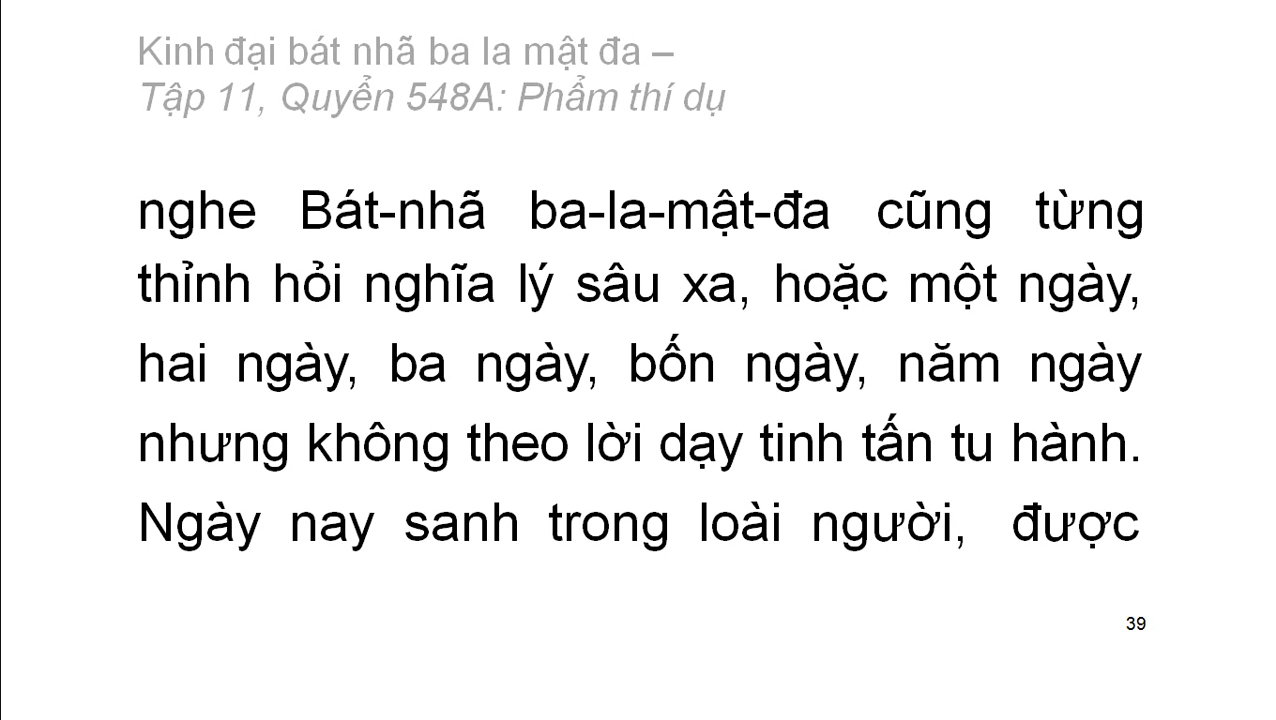 Kinh đại bát nhã ba la mật đa –
Tập 11, Quyển 548A: Phẩm thí dụ
nghe Bát-nhã ba-la-mật-đa cũng từng
thỉnh hỏi nghĩa lý sâu xa, hoặc một ngày,
hai ngày, ba ngày, bốn ngày, năm ngày
nhưng không theo lời dạy tinh tấn tu hành.
Ngày nay sanh trong loài người, được
39